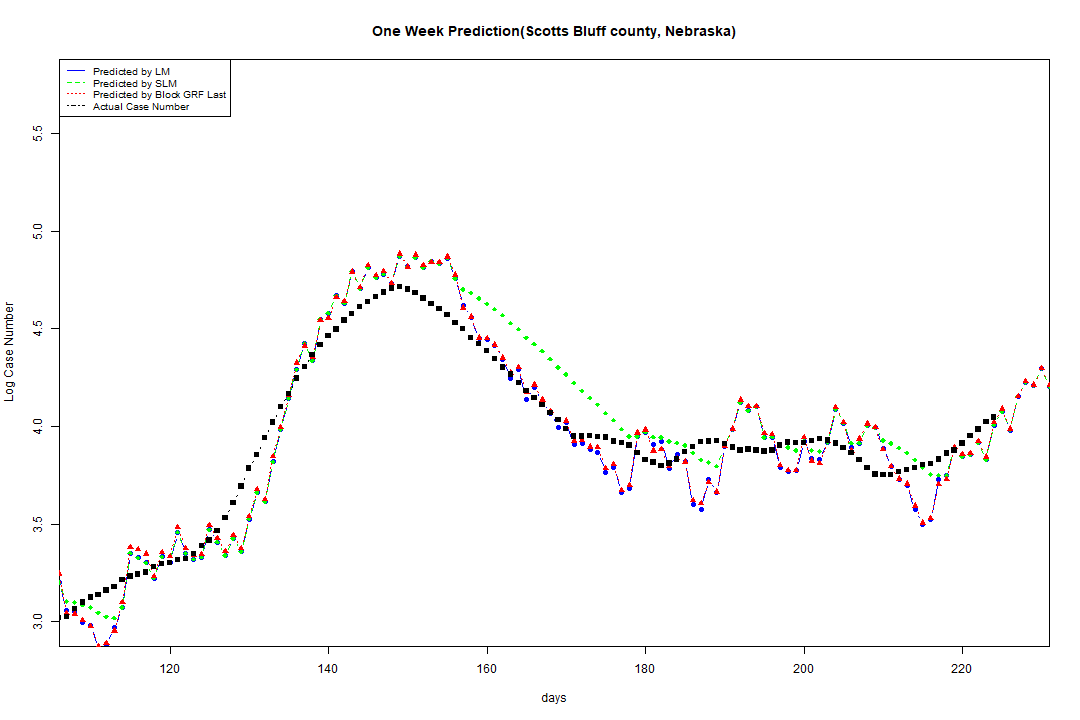 One Week Prediction(Scotts Bluff county, Nebraska)
Predicted by LM
Predicted by SLM
Predicted by Block GRF Last
Actual Case Number
5.5
5.0
4.5
4.0
3.5
3.0
Log Case Number
120 140 160 180 200 220
days